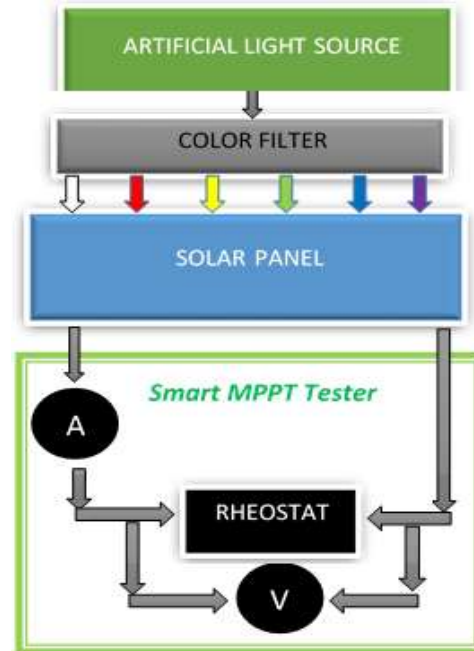 ARTIFICIAL LIGHT SOURCE
COLOR FILTER
SOLAR PANEL
Smart MPPT Tester
A
RHEOSTAT
V